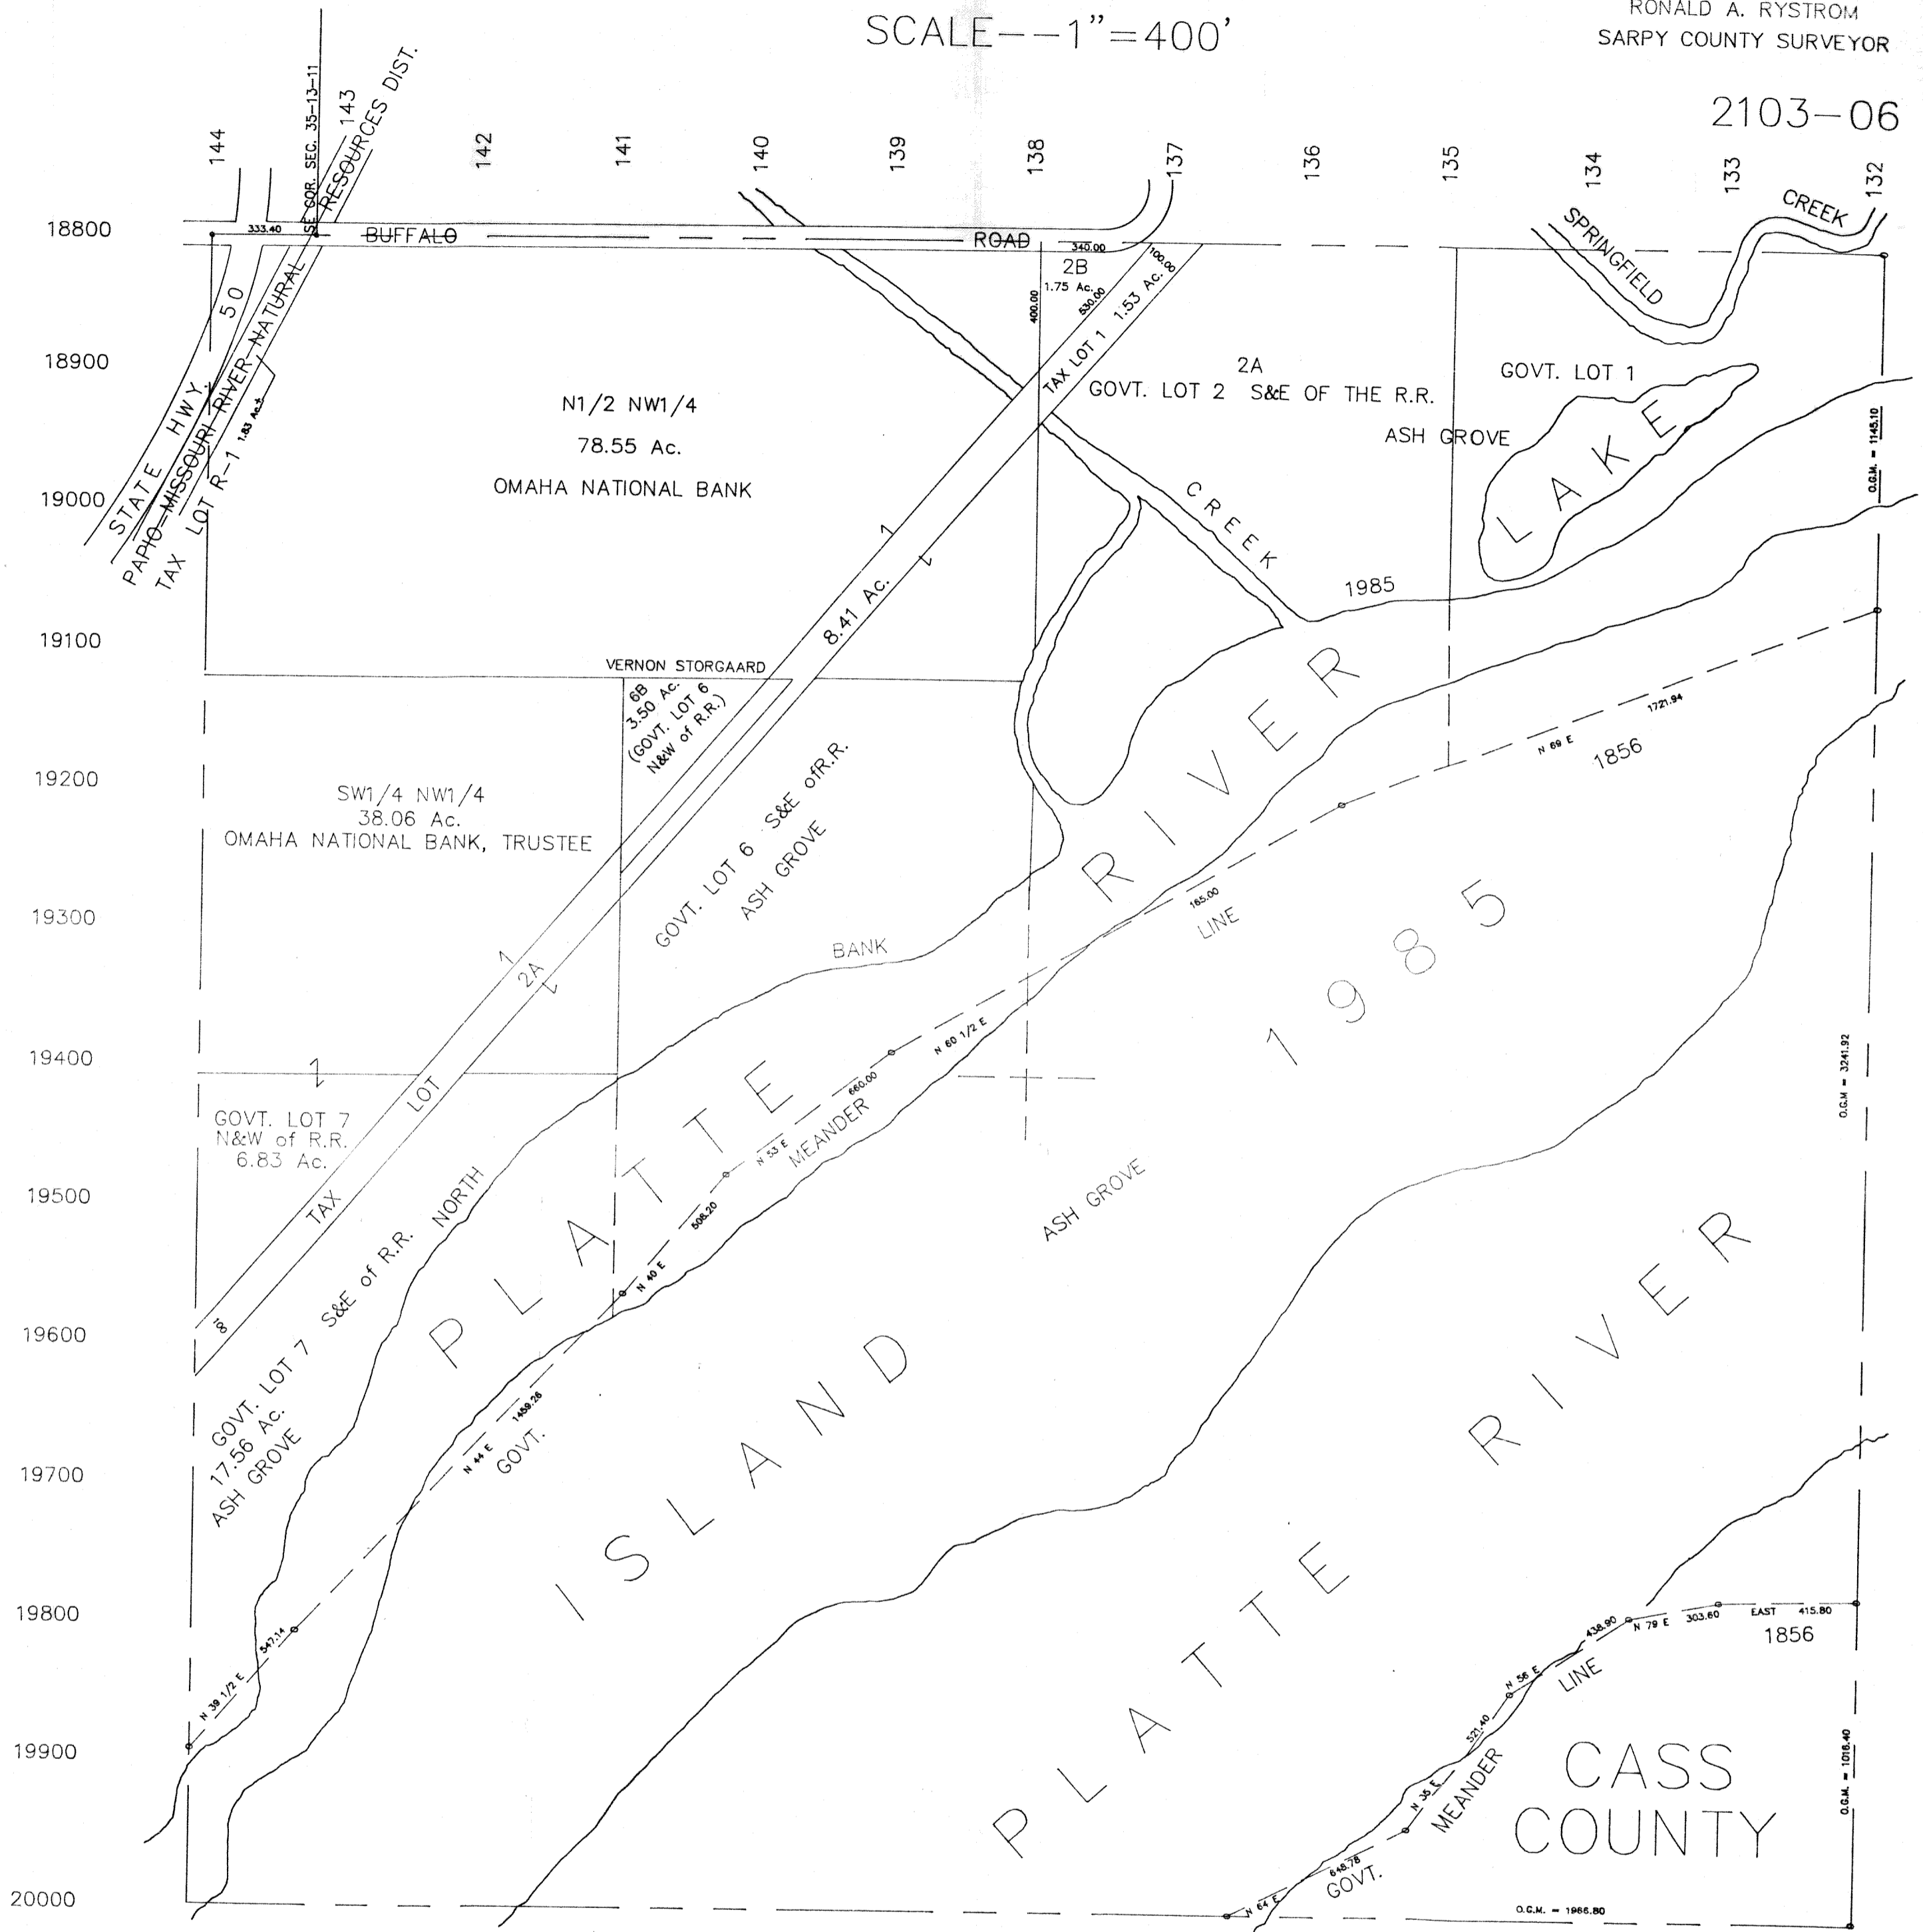 SCALE--1"=400'
RONALD A. RYSTROM
SARPY COUNTY SURVEYOR
2103-06
144
SE COR. SEC. 35-13-11
143
142
141
140
139
138
137
136
135
134
133
132
18800
18900
19000
19100
19200
19300
19400
19500
19600
19700
19800
19900
20000
333.40
BUFFALO
ROAD
340.00
100.00
2B
1.75 Ac.
400.00
530.00
TAX LOT 1 1.53 Ac.
SPRINGFIELD
CREEK
STATE HWY. 50
PAPIO-MISSOURI RIVER NATURAL RESOURCES DIST.
TAX LOT R-1 1.83 Ac.±
N1/2 NW1/4
78.55 Ac.
OMAHA NATIONAL BANK
2A
GOVT. LOT 2 S&E OF THE R.R.
ASH GROVE
GOVT. LOT 1
LAKE
O.G.M. = 1145.10
CREEK
1985
8.41 Ac.
VERNON STORGAARD
6B
3.50 Ac.
(GOVT. LOT 6
N&W of R.R.)
SW1/4 NW1/4
38.06 Ac.
OMAHA NATIONAL BANK, TRUSTEE
GOVT. LOT 6 S&E of R.R.
ASH GROVE
1721.94
N 69 E
1856
165.00
LINE
BANK
N 60 1/2 E
660.00
N 53 E
MEANDER
508.20
N 40 E
1459.26
N 44 E
GOVT.
547.14
N 39 1/2 E
PLATTE RIVER
1985
O.G.M = 3241.92
2A
TAX LOT
GOVT. LOT 7
N&W of R.R.
6.83 Ac.
NORTH
GOVT. LOT 7 S&E of R.R.
17.56 Ac.
ASH GROVE
ASH GROVE
ISLAND
PLATTE RIVER
438.90
N 79 E
303.60
EAST
415.80
1856
N 56 E
LINE
521.40
N 35 E
MEANDER
648.78
GOVT.
N 64 E
CASS
COUNTY
O.G.M. = 1016.40
O.G.M. = 1966.80